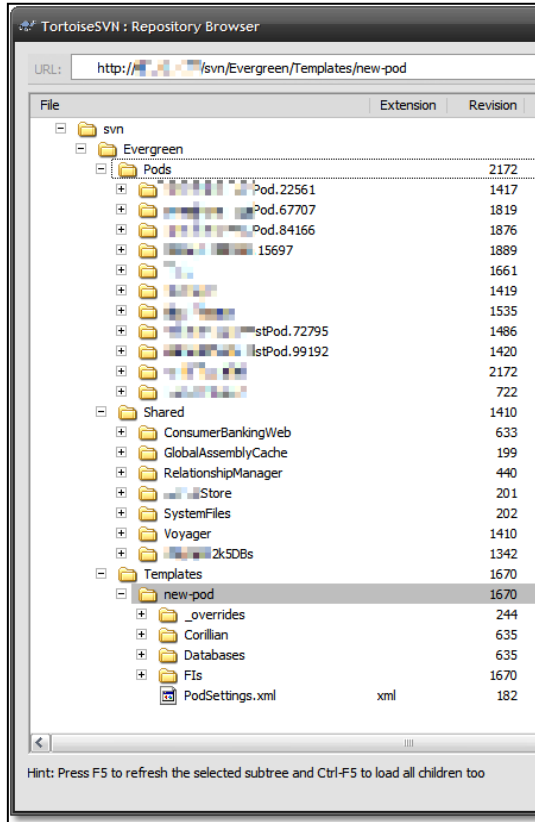 TortoiseSVN : Repository Browser
URL: http:// /svn/Evergreen/Templates/new-pod
File Extension Revision
svn
Evergreen
Pods 2172
Pod.22561 1417
Pod.67707 1819
Pod.84166 1876
15697 1889
1661
1419
1535
stPod.72795 1486
lstPod.99192 1420
2172
722
Shared 1410
ConsumerBankingWeb 633
GlobalAssemblyCache 199
RelationshipManager 440
Store 201
SystemFiles 202
Voyager 1410
2k5DBs 1342
Templates 1670
new-pod 1670
_overrides 244
Corillian 635
Databases 635
FIs 1670
PodSettings.xml xml 182
Hint: Press F5 to refresh the selected subtree and Ctrl-F5 to load all children too